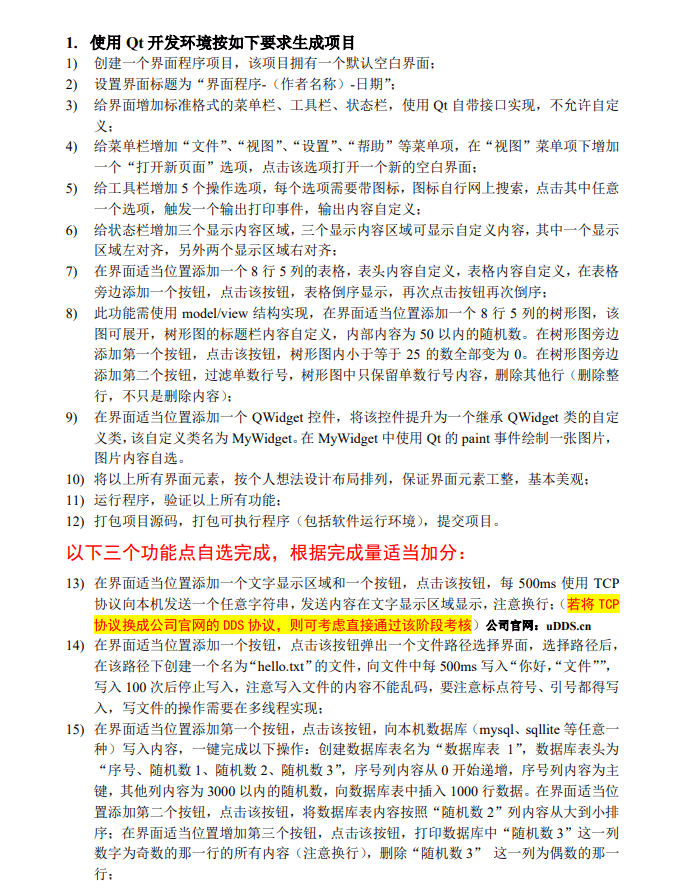 1. 使用 Qt 开发环境按如下要求生成项目
1) 创建一个界面程序项目，该项目拥有一个默认空白界面；
2) 设置界面标题为“界面程序-（作者名称）-日期”；
3) 给界面增加标准格式的菜单栏、工具栏、状态栏，使用 Qt 自带接口实现，不允许自定
义；
4) 给菜单栏增加“文件”、“视图”、“设置”、“帮助”等菜单项，在“视图”菜单项下增加
一个“打开新页面”选项，点击该选项打开一个新的空白界面；
5) 给工具栏增加 5 个操作选项，每个选项需要带图标，图标自行网上搜索，点击其中任意
一个选项，触发一个输出打印事件，输出内容自定义；
6) 给状态栏增加三个显示内容区域，三个显示内容区域可显示自定义内容，其中一个显示
区域左对齐，另外两个显示区域右对齐；
7) 在界面适当位置添加一个 8 行 5 列的表格，表头内容自定义，表格内容自定义，在表格
旁边添加一个按钮，点击该按钮，表格倒序显示，再次点击按钮再次倒序；
8) 此功能需使用 model/view 结构实现，在界面适当位置添加一个 8 行 5 列的树形图，该
图可展开，树形图的标题栏内容自定义，内部内容为 50 以内的随机数。在树形图旁边
添加第一个按钮，点击该按钮，树形图内小于等于 25 的数全部变为 0。在树形图旁边
添加第二个按钮，过滤单数行号，树形图中只保留单数行号内容，删除其他行（删除整
行，不只是删除内容）；
9) 在界面适当位置添加一个 QWidget 控件，将该控件提升为一个继承 QWidget 类的自定
义类，该自定义类名为 MyWidget。在 MyWidget 中使用 Qt 的 paint 事件绘制一张图片，
图片内容自选。
10) 将以上所有界面元素，按个人想法设计布局排列，保证界面元素工整，基本美观；
11) 运行程序，验证以上所有功能；
12) 打包项目源码，打包可执行程序（包括软件运行环境），提交项目。
以下三个功能点自选完成，根据完成量适当加分：
13) 在界面适当位置添加一个文字显示区域和一个按钮，点击该按钮，每 500ms 使用 TCP
协议向本机发送一个任意字符串，发送内容在文字显示区域显示，注意换行；（若将 TCP
协议换成公司官网的 DDS 协议，则可考虑直接通过该阶段考核）公司官网：uDDS.cn
14) 在界面适当位置添加一个按钮，点击该按钮弹出一个文件路径选择界面，选择路径后，
在该路径下创建一个名为“hello.txt”的文件，向文件中每 500ms 写入“你好，“文件””，
写入 100 次后停止写入，注意写入文件的内容不能乱码，要注意标点符号、引号都得写
入，写文件的操作需要在多线程实现；
15) 在界面适当位置添加第一个按钮，点击该按钮，向本机数据库（mysql、sqllite 等任意一
种）写入内容，一键完成以下操作：创建数据库表名为“数据库表 1”，数据库表头为
“序号、随机数 1、随机数 2、随机数 3”，序号列内容从 0 开始递增，序号列内容为主
键，其他列内容为 3000 以内的随机数，向数据库表中插入 1000 行数据。在界面适当位
置添加第二个按钮，点击该按钮，将数据库表内容按照“随机数 2”列内容从大到小排
序；在界面适当位置增加第三个按钮，点击该按钮，打印数据库中“随机数 3”这一列
数字为奇数的那一行的所有内容（注意换行），删除“随机数 3” 这一列为偶数的那一
行；